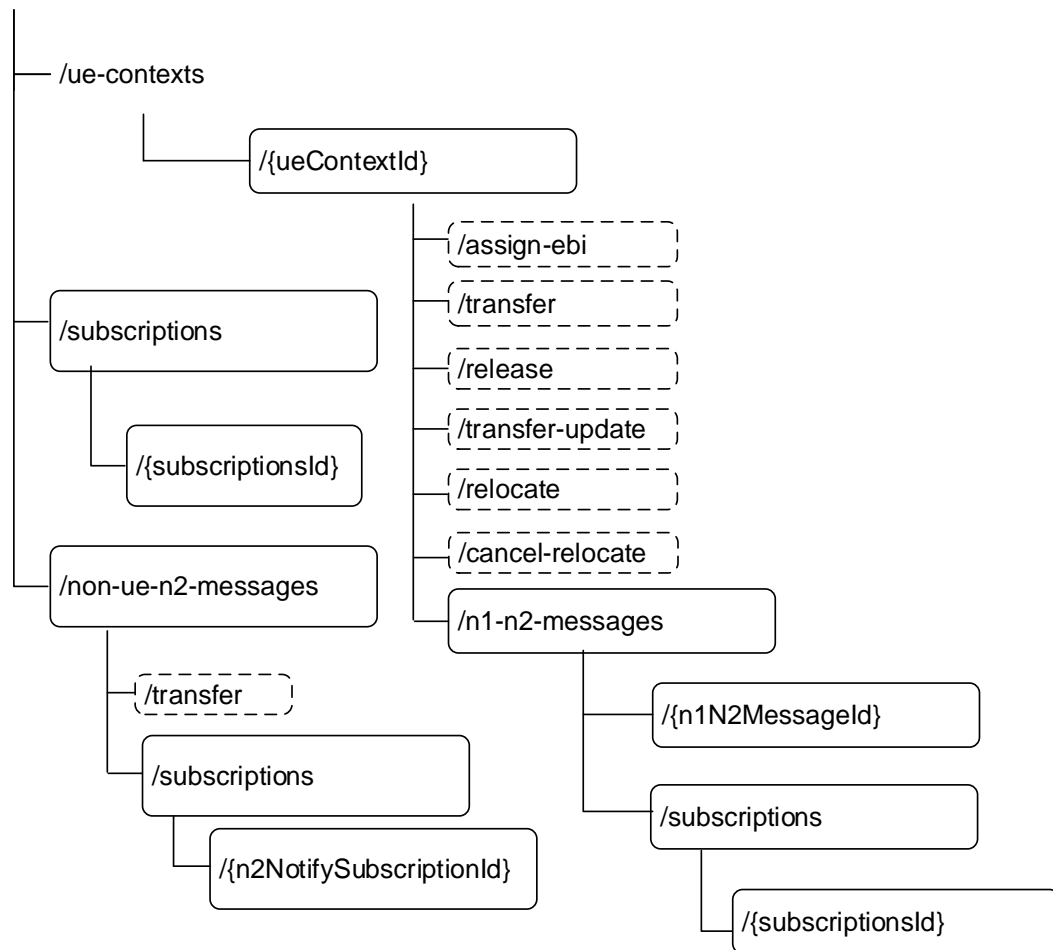 /ue-contexts
/{ueContextId}
/assign-ebi
/transfer
/release
/transfer-update
/relocate
/cancel-relocate
/n1-n2-messages
/{n1N2MessageId}
/subscriptions
/{subscriptionsId}
/subscriptions
/{subscriptionsId}
/non-ue-n2-messages
/transfer
/subscriptions
/{n2NotifySubscriptionId}